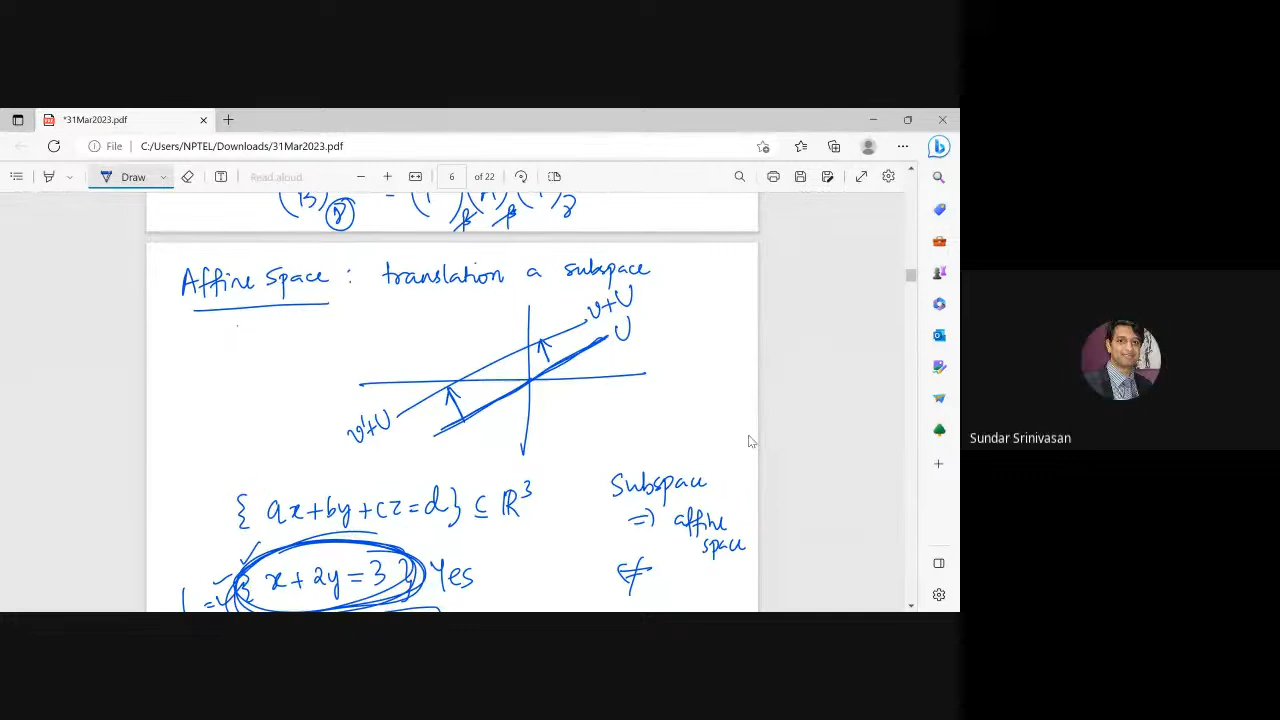 *31Mar2023.pdf
File C:/Users/NPTEL/Downloads/31Mar2023.pdf
Draw Read aloud 6 of 22
Affine Space : translation a subspace
v+U
U
v'+U
{ ax+by+cz=d} ⊆ ℝ³
Subspace
⇒ affine
space
{ x + 2y = 3 } Yes
⇍
Sundar Srinivasan